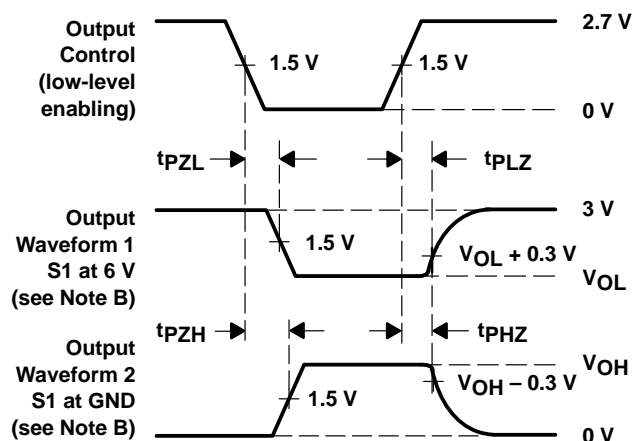 Output
Control
(low-level
enabling)
1.5 V
1.5 V
2.7 V
0 V
tPZL
tPLZ
Output
Waveform 1
S1 at 6 V
(see Note B)
1.5 V
3 V
VOL + 0.3 V
VOL
tPZH
tPHZ
Output
Waveform 2
S1 at GND
(see Note B)
1.5 V
VOH
VOH – 0.3 V
0 V